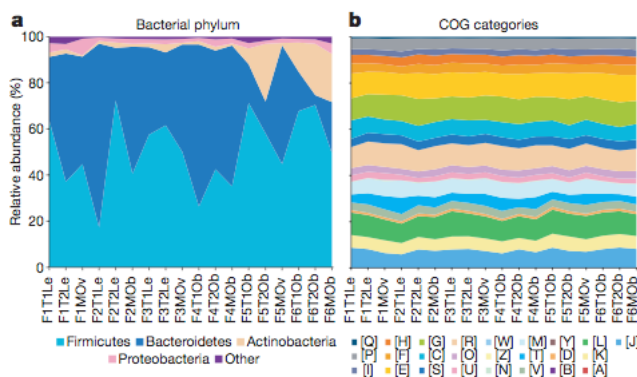 a Bacterial phylum
b COG categories
Relative abundance (%)
100
80
60
40
20
0
F1T1Le
F1T2Le
F1MOv
F2T1Le
F2T2Le
F2MOb
F3T1Le
F3T2Le
F3MOv
F4T1Ob
F4T2Ob
F4MOb
F5T1Ob
F5T2Ob
F5MOv
F6T1Ob
F6T2Ob
F6MOb
F1T1Le
F1T2Le
F1MOv
F2T1Le
F2T2Le
F2MOb
F3T1Le
F3T2Le
F3MOv
F4T1Ob
F4T2Ob
F4MOb
F5T1Ob
F5T2Ob
F5MOv
F6T1Ob
F6T2Ob
F6MOb
Firmicutes Bacteroidetes Actinobacteria
Proteobacteria Other
[Q] [H] [G] [R] [W] [M] [Y] [L] [J]
[P] [F] [C] [O] [Z] [T] [D] [K]
[I] [E] [S] [U] [N] [V] [B] [A]